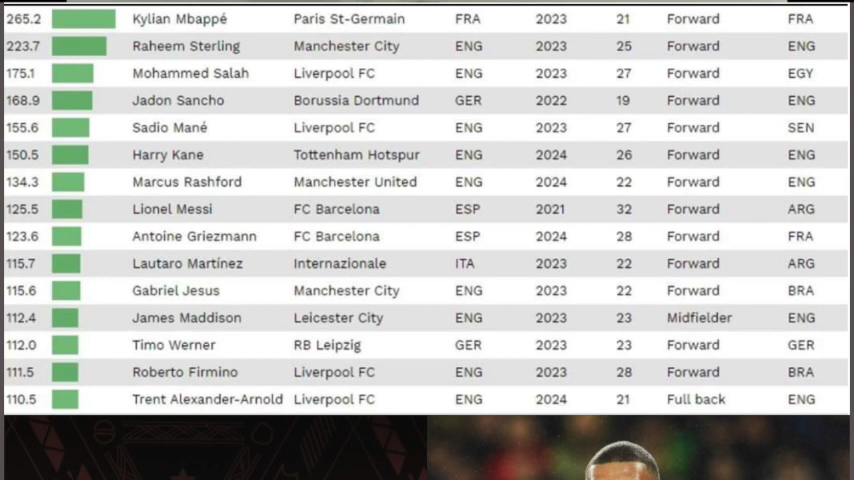 265.2 Kylian Mbappé Paris St-Germain FRA 2023 21 Forward FRA
223.7 Raheem Sterling Manchester City ENG 2023 25 Forward ENG
175.1 Mohammed Salah Liverpool FC ENG 2023 27 Forward EGY
168.9 Jadon Sancho Borussia Dortmund GER 2022 19 Forward ENG
155.6 Sadio Mané Liverpool FC ENG 2023 27 Forward SEN
150.5 Harry Kane Tottenham Hotspur ENG 2024 26 Forward ENG
134.3 Marcus Rashford Manchester United ENG 2024 22 Forward ENG
125.5 Lionel Messi FC Barcelona ESP 2021 32 Forward ARG
123.6 Antoine Griezmann FC Barcelona ESP 2024 28 Forward FRA
115.7 Lautaro Martínez Internazionale ITA 2023 22 Forward ARG
115.6 Gabriel Jesus Manchester City ENG 2023 22 Forward BRA
112.4 James Maddison Leicester City ENG 2023 23 Midfielder ENG
112.0 Timo Werner RB Leipzig GER 2023 23 Forward GER
111.5 Roberto Firmino Liverpool FC ENG 2023 28 Forward BRA
110.5 Trent Alexander-Arnold Liverpool FC ENG 2024 21 Full back ENG